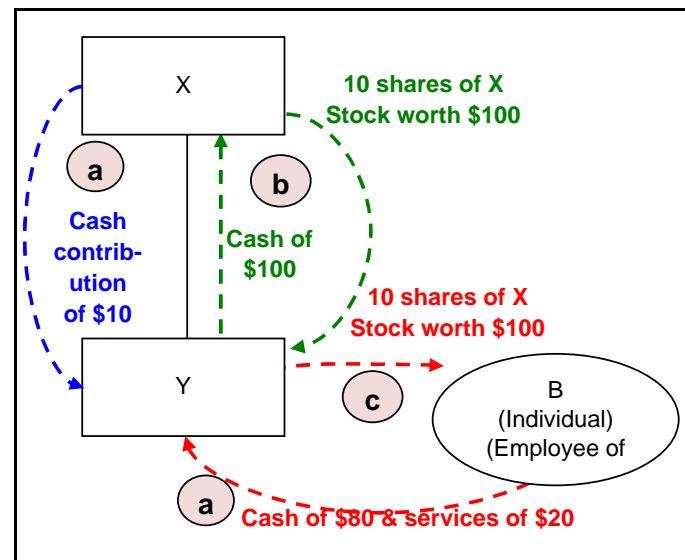 X
10 shares of X
Stock worth $100
a
b
Cash
contrib-
ution
of $10
Cash of
$100
10 shares of X
Stock worth $100
Y
c
B
(Individual)
(Employee of
a
Cash of $80 & services of $20